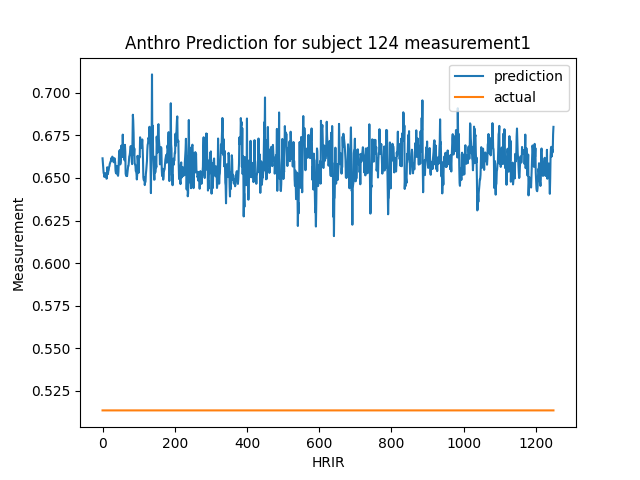 Anthro Prediction for subject 124 measurement1
prediction
actual
0.700
0.675
0.650
0.625
0.600
0.575
0.550
0.525
Measurement
0 200 400 600 800 1000 1200
HRIR